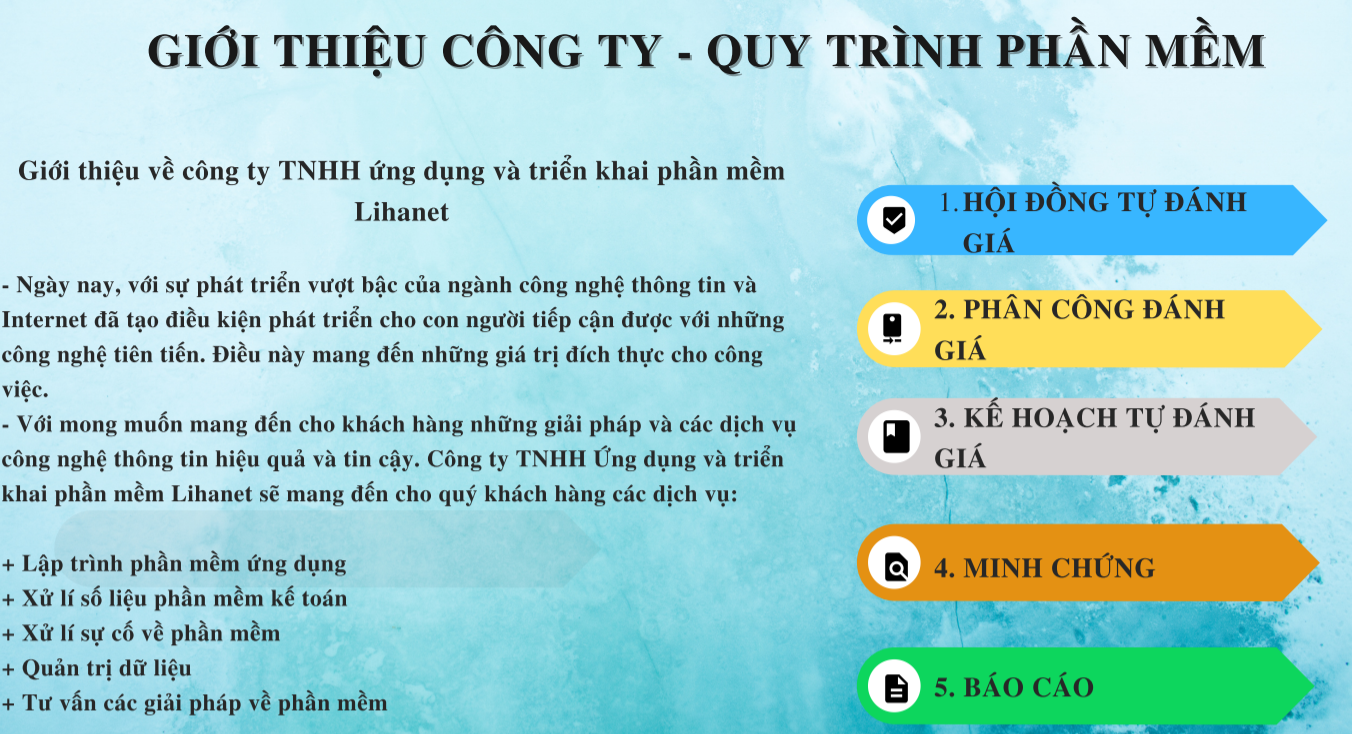 GIỚI THIỆU CÔNG TY - QUY TRÌNH PHẦN MỀM
Giới thiệu về công ty TNHH ứng dụng và triển khai phần mềm
Lihanet
- Ngày nay, với sự phát triển vượt bậc của ngành công nghệ thông tin và
Internet đã tạo điều kiện phát triển cho con người tiếp cận được với những
công nghệ tiên tiến. Điều này mang đến những giá trị đích thực cho công
việc.
- Với mong muốn mang đến cho khách hàng những giải pháp và các dịch vụ
công nghệ thông tin hiệu quả và tin cậy. Công ty TNHH Ứng dụng và triển
khai phần mềm Lihanet sẽ mang đến cho quý khách hàng các dịch vụ:
+ Lập trình phần mềm ứng dụng
+ Xử lí số liệu phần mềm kế toán
+ Xử lí sự cố về phần mềm
+ Quản trị dữ liệu
+ Tư vấn các giải pháp về phần mềm
1. HỘI ĐỒNG TỰ ĐÁNH
GIÁ
2. PHÂN CÔNG ĐÁNH
GIÁ
3. KẾ HOẠCH TỰ ĐÁNH
GIÁ
4. MINH CHỨNG
5. BÁO CÁO